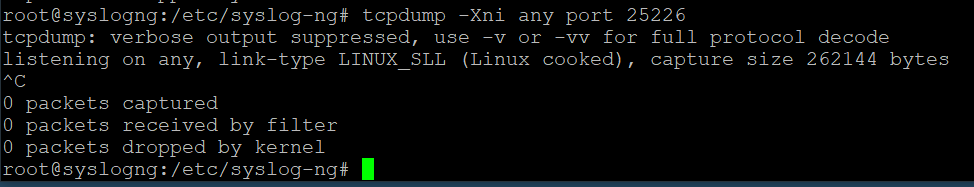 root@syslogng:/etc/syslog-ng# tcpdump -Xni any port 25226
tcpdump: verbose output suppressed, use -v or -vv for full protocol decode
listening on any, link-type LINUX_SLL (Linux cooked), capture size 262144 bytes
^C
0 packets captured
0 packets received by filter
0 packets dropped by kernel
root@syslogng:/etc/syslog-ng#